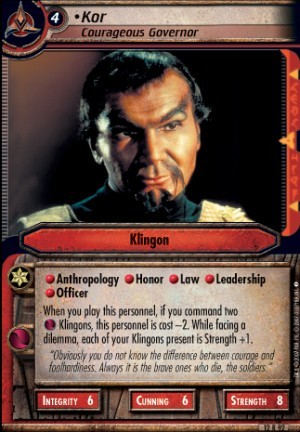 4 •Kor
Courageous Governor
Klingon
• Anthropology • Honor • Law • Leadership
• Officer
When you play this personnel, if you command two
Klingons, this personnel is cost –2. While facing a
dilemma, each of your Klingons present is Strength +1.
"Obviously you do not know the difference between courage and
foolhardiness. Always it is the brave ones who die, the soldiers."
INTEGRITY 6 CUNNING 6 STRENGTH 8